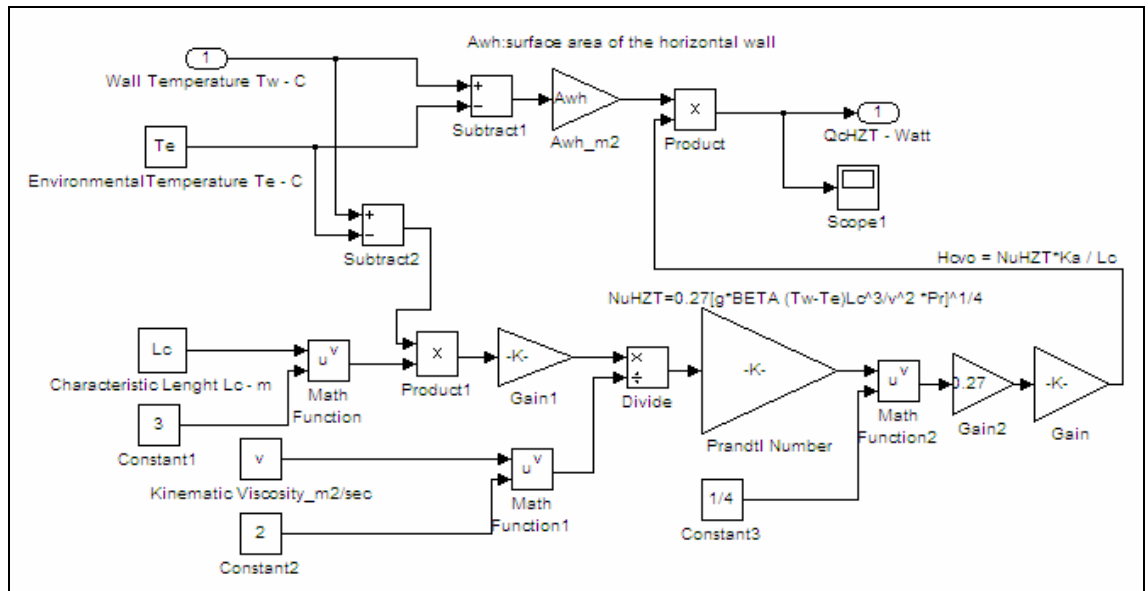 Awh:surface area of the horizontal wall
1
Wall Temperature Tw - C
+
−
Subtract1
Awh
Awh_m2
X
Product
1
QcHZT - Watt
Te
Environmental Temperature Te - C
Scope1
+
−
Subtract2
Hovo = NuHZT*Ka / Lc
NuHZT=0.27[g*BETA (Tw-Te)Lc^3/v^2 *Pr]^1/4
Lc
Characteristic Lenght Lc - m
u^v
Math
Function
X
Product1
-K-
Gain1
×
÷
Divide
-K-
Prandtl Number
u^v
Math
Function2
0.27
Gain2
-K-
Gain
3
Constant1
v
Kinematic Viscosity_m2/sec
u^v
Math
Function1
1/4
Constant3
2
Constant2